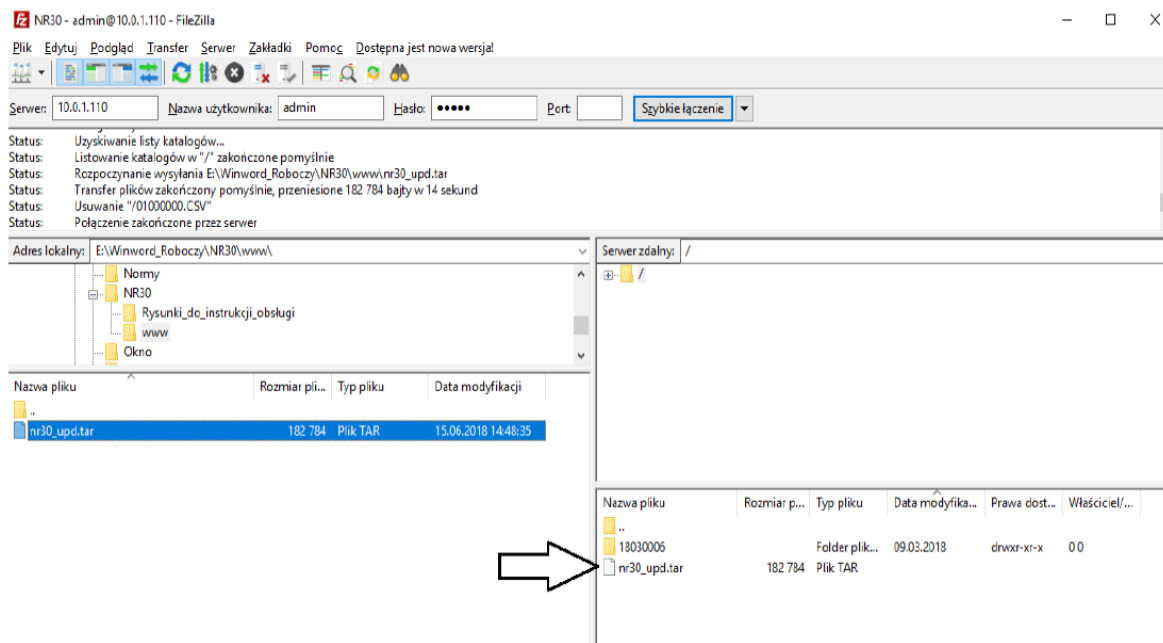 NR30 - admin@10.0.1.110 - FileZilla
Plik Edytuj Podgląd Transfer Serwer Zakładki Pomoc Dostępna jest nowa wersja!
Serwer: 10.0.1.110 Nazwa użytkownika: admin Hasło: ●●●●● Port: Szybkie łączenie
Status: Uzyskiwanie listy katalogów...
Status: Listowanie katalogów w "/" zakończone pomyślnie
Status: Rozpoczynanie wysyłania E:\Winword_Roboczy\NR30\www\nr30_upd.tar
Status: Transfer plików zakończony pomyślnie, przeniesione 182 784 bajty w 14 sekund
Status: Usuwanie "/01000000.CSV"
Status: Połączenie zakończone przez serwer
Adres lokalny: E:\Winword_Roboczy\NR30\www\
Normy
NR30
Rysunki_do_instrukcji_obsługi
www
Okno
Nazwa pliku Rozmiar pli... Typ pliku Data modyfikacji
..
nr30_upd.tar 182 784 Plik TAR 15.06.2018 14:48:35
Serwer zdalny: /
/
Nazwa pliku Rozmiar p... Typ pliku Data modyfika... Prawa dost... Właściciel/...
..
18030006 Folder plik... 09.03.2018 drwxr-xr-x 0 0
nr30_upd.tar 182 784 Plik TAR